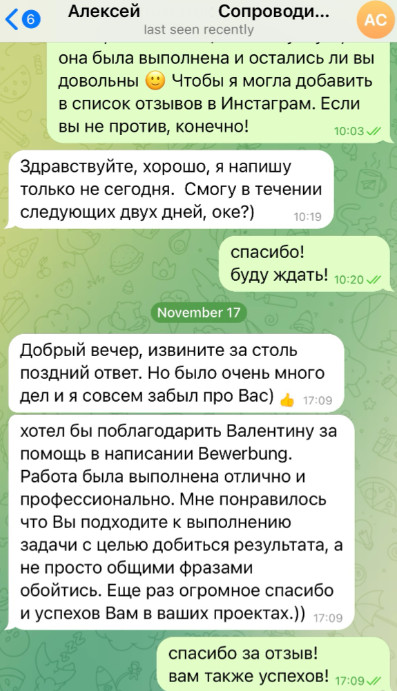 6
Алексей Сопроводи...
last seen recently
АС
она была выполнена и остались ли вы
довольны 🙂 Чтобы я могла добавить
в список отзывов в Инстаграм. Если
вы не против, конечно!
10:03
Здравствуйте, хорошо, я напишу
только не сегодня. Смогу в течении
следующих двух дней, оке?)
10:19
спасибо!
буду ждать!
10:20
November 17
Добрый вечер, извините за столь
поздний ответ. Но было очень много
дел и я совсем забыл про Вас) 👍
17:09
хотел бы поблагодарить Валентину за
помощь в написании Bewerbung.
Работа была выполнена отлично и
профессионально. Мне понравилось
что Вы подходите к выполнению
задачи с целью добиться результата, а
не просто общими фразами
обойтись. Еще раз огромное спасибо
и успехов Вам в ваших проектах.))
17:09
спасибо за отзыв!
вам также успехов!
17:09